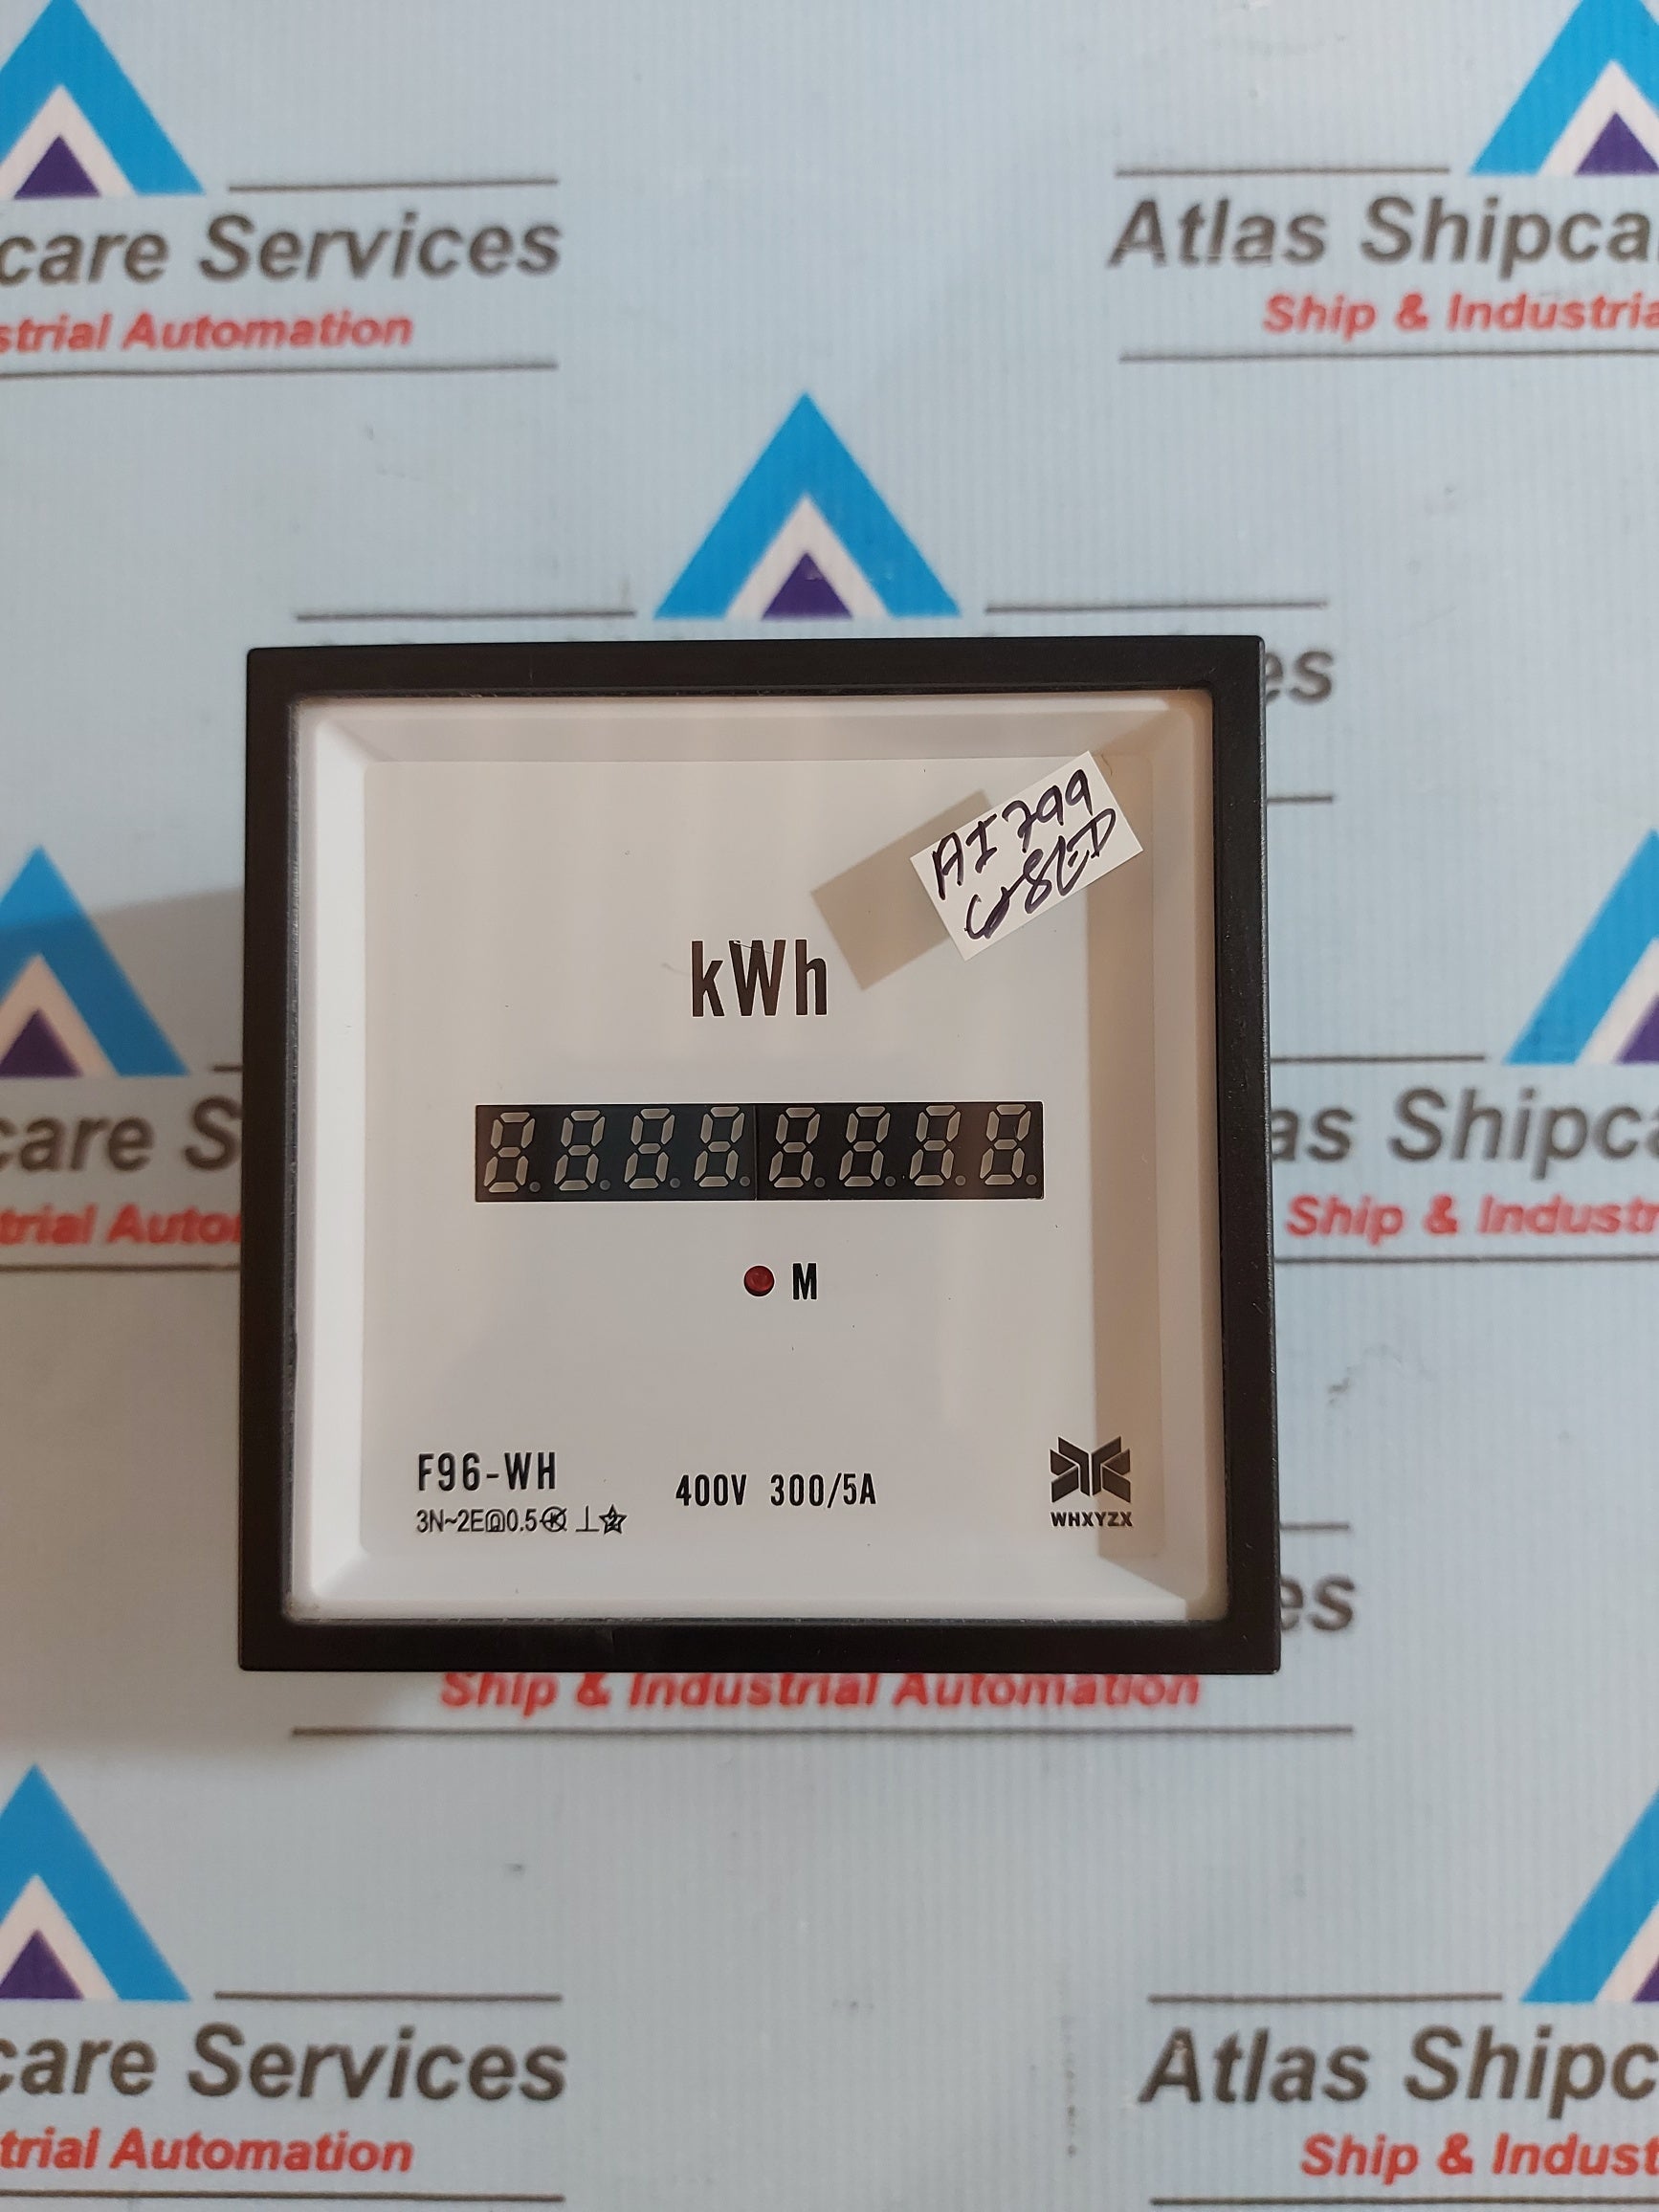 care Services
strial Automation
Atlas Shipca
Ship & Industria
es
AI799
USED
kWh
care S
trial Auto
as Shipca
Ship & Industr
M
F96-WH
3N~2E 0.5
400V 300/5A
WHXYZX
es
Ship & Industrial Automation
care Services
trial Automation
Atlas Shipc
Ship & Indust